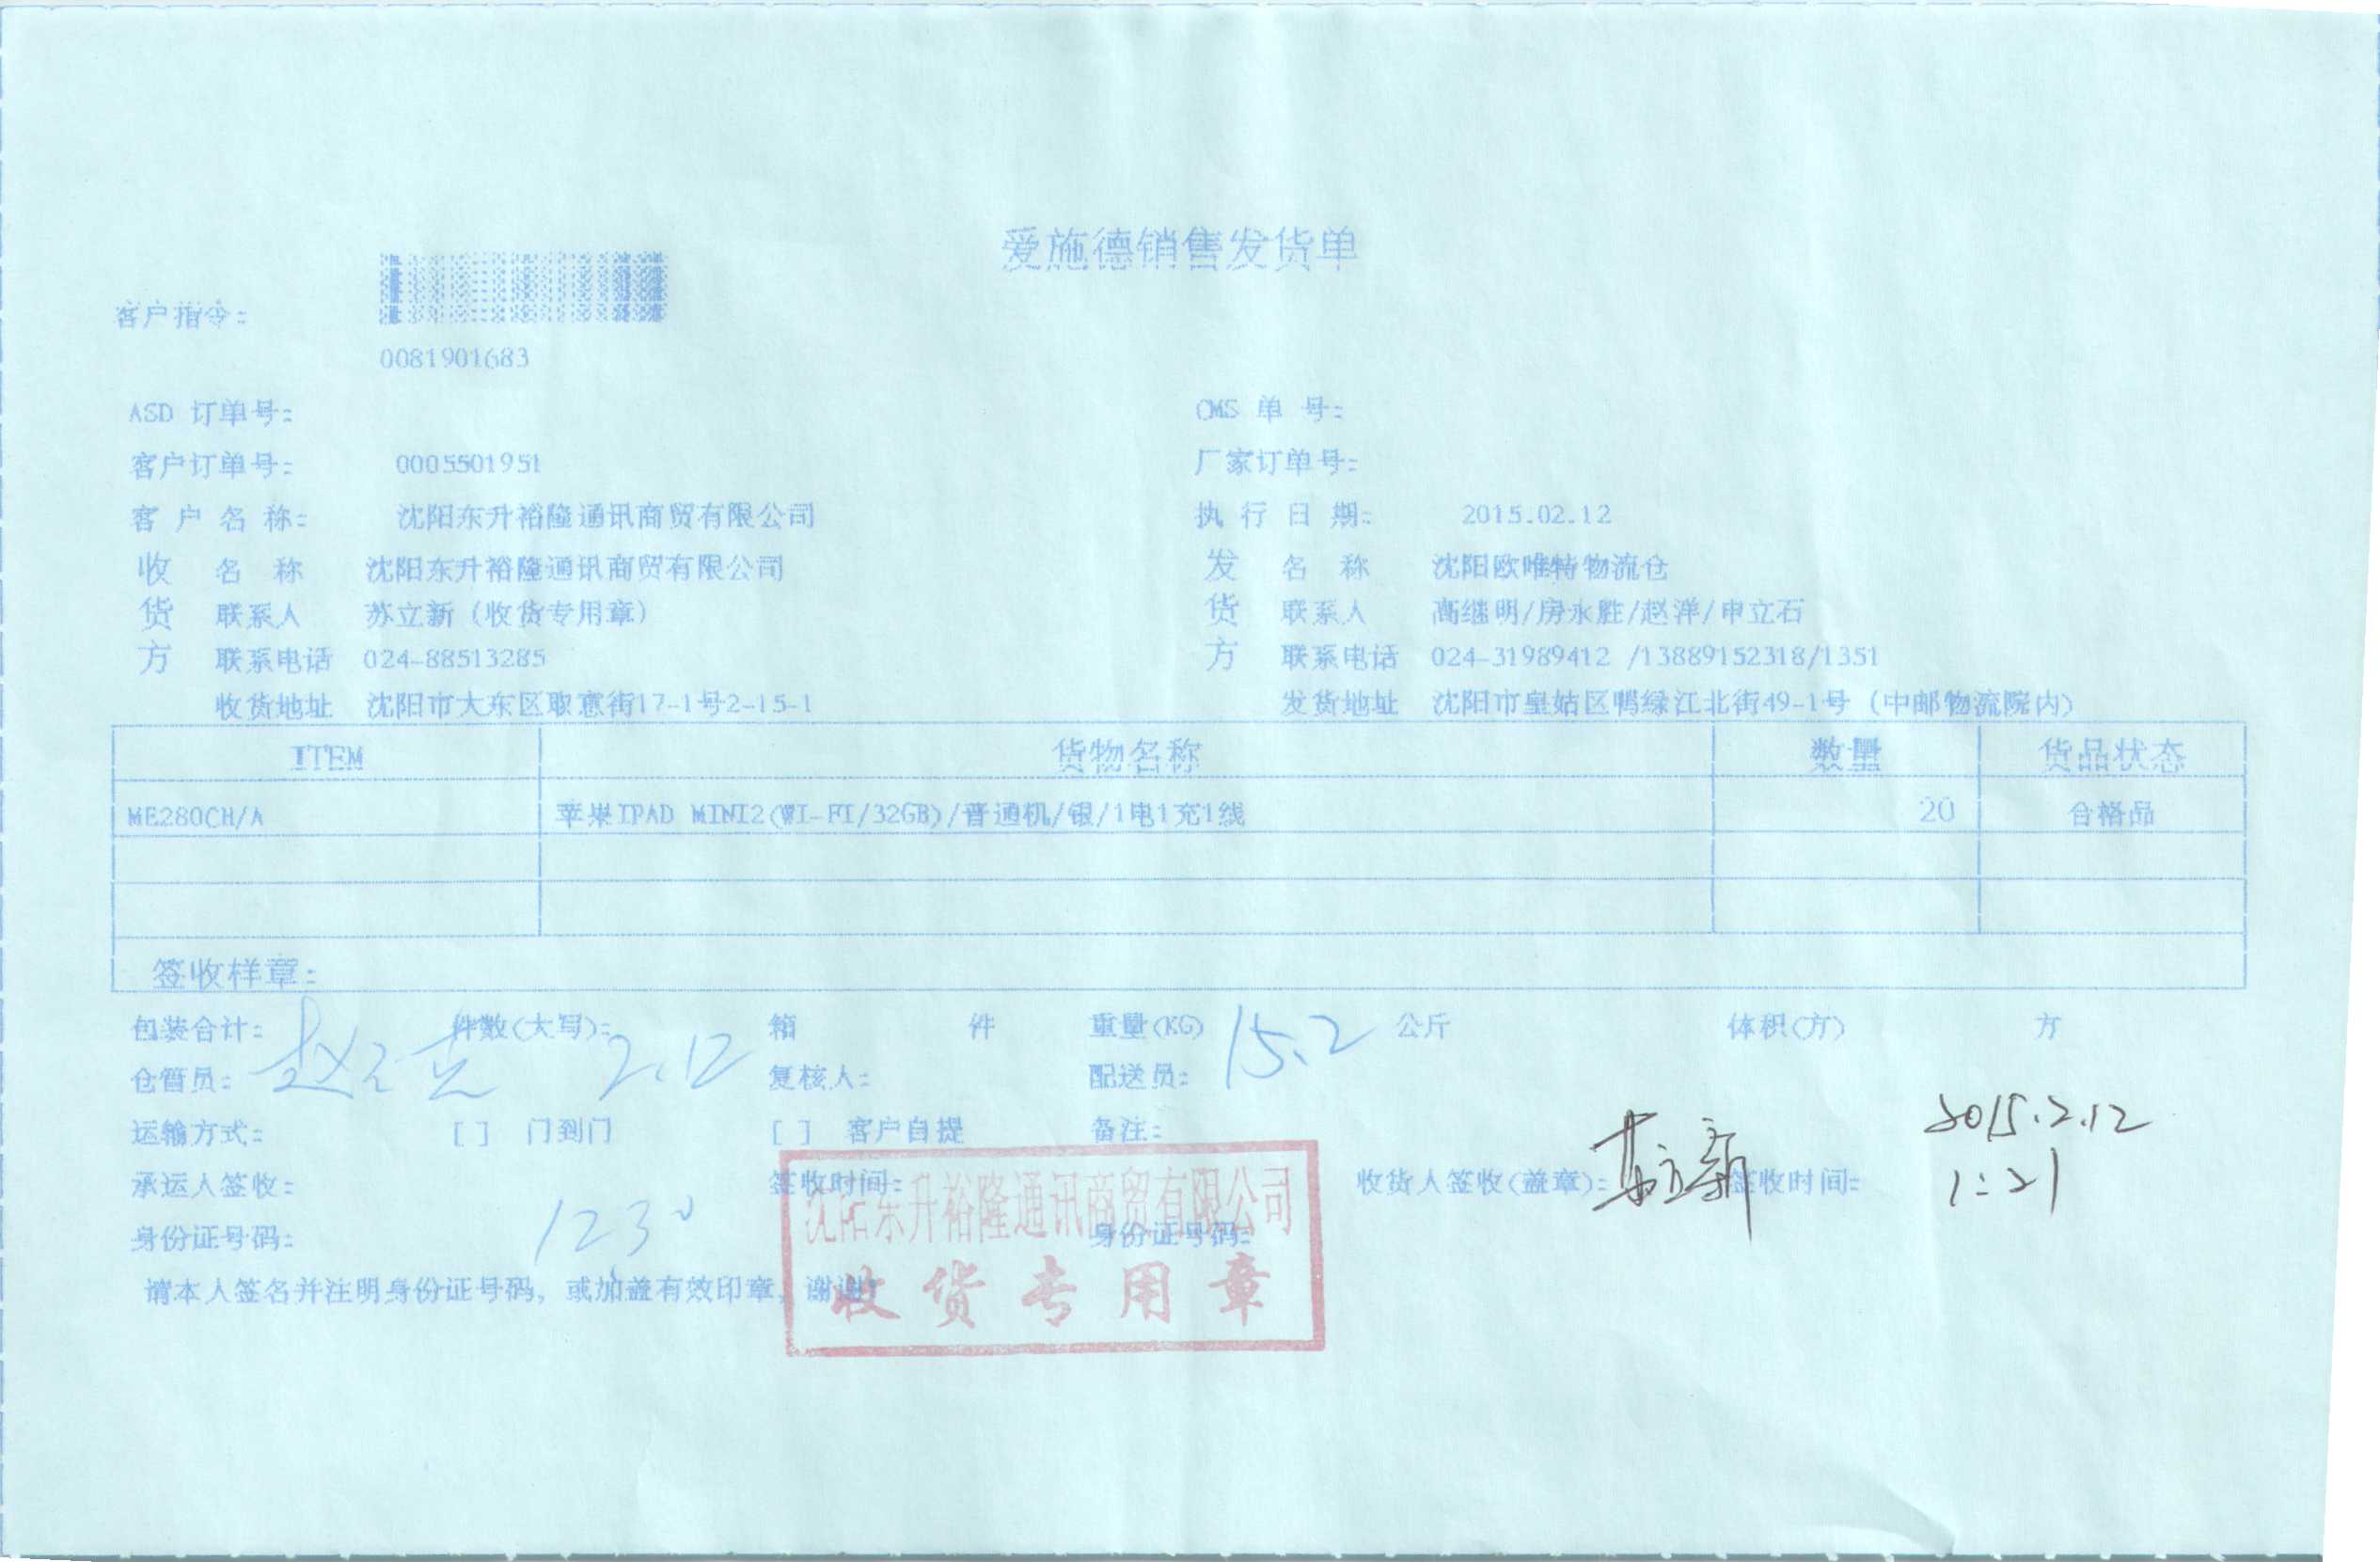 爱施德销售发货单
客户指令:
0081901683
ASD 订单号: CMS 单 号:
客户订单号: 0005501951 厂家订单号:
客 户 名 称: 沈阳东升裕隆通讯商贸有限公司 执 行 日 期: 2015.02.12
收 名 称 沈阳东升裕隆通讯商贸有限公司 发 名 称 沈阳欧唯特物流仓
货 联系人 苏立新(收货专用章) 货 联系人 高继明/房永胜/赵洋/申立石
方 联系电话 024-88513285 方 联系电话 024-31989412 /13889152318/1351
收货地址 沈阳市大东区取意街17-1号2-15-1 发货地址 沈阳市皇姑区鸭绿江北街49-1号 (中邮物流院内)
ITEM 货物名称 数量 货品状态
ME280CH/A 苹果IPAD MINI2(WI-FI/32GB)/普通机/银/1电1充1线 20 合格品
签收样章:
包装合计: 件数(大写): 箱 件 重量(KG) 15.2 公斤 体积(方) 方
仓管员: 2.12 复核人: 配送员:
运输方式: [ ] 门到门 [ ] 客户自提 备注: 2015.2.12
承运人签收: 签收时间: 收货人签收(盖章): 苏立新 签收时间: 1:21
沈阳东升裕隆通讯商贸有限公司
身份证号码: 1230 身份证号码:
请本人签名并注明身份证号码, 或加盖有效印章, 谢谢!
收货专用章